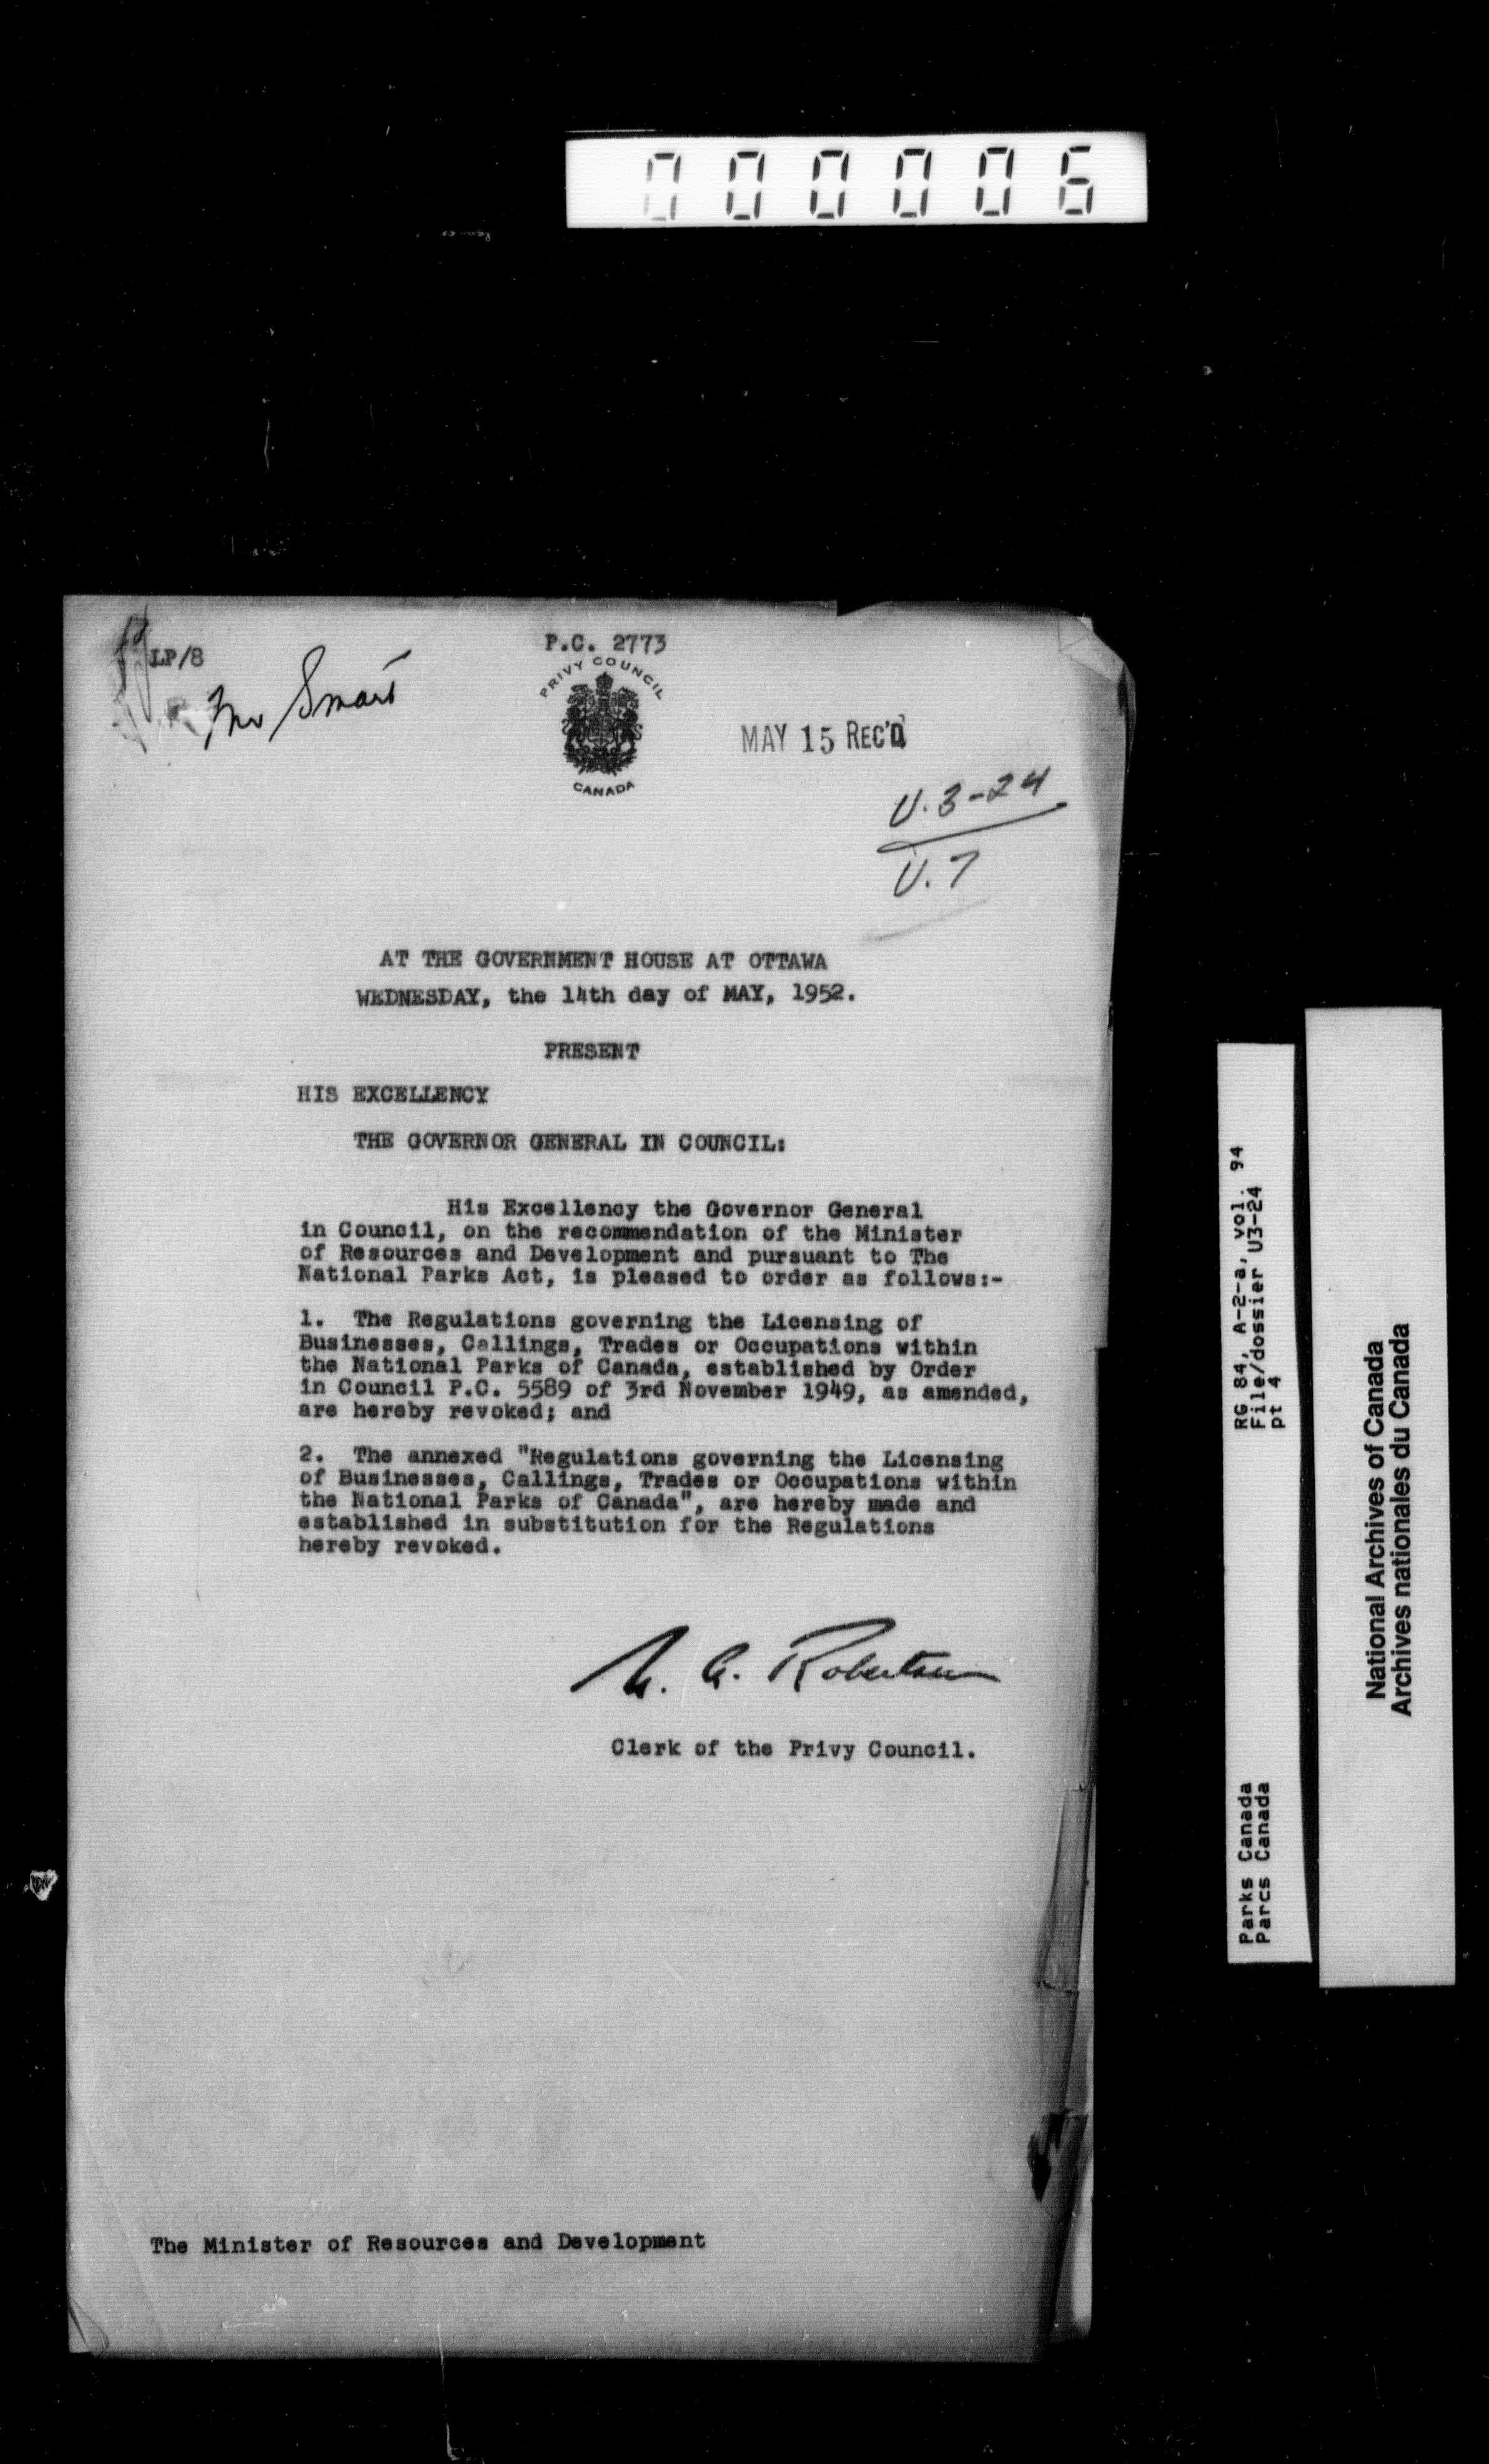 000006
LP/8
P.C. 2773
Mr Smart
PRIVY COUNCIL
CANADA
MAY 15 REC'D
U.3-24
U.7
AT THE GOVERNMENT HOUSE AT OTTAWA
WEDNESDAY, the 14th day of MAY, 1952.
PRESENT
HIS EXCELLENCY
THE GOVERNOR GENERAL IN COUNCIL:
His Excellency the Governor General
in Council, on the recommendation of the Minister
of Resources and Development and pursuant to The
National Parks Act, is pleased to order as follows:-
1. The Regulations governing the Licensing of
Businesses, Callings, Trades or Occupations within
the National Parks of Canada, established by Order
in Council P.C. 5589 of 3rd November 1949, as amended,
are hereby revoked; and
2. The annexed "Regulations governing the Licensing
of Businesses, Callings, Trades or Occupations within
the National Parks of Canada", are hereby made and
established in substitution for the Regulations
hereby revoked.
N. A. Robertson
Clerk of the Privy Council.
The Minister of Resources and Development
RG 84, A-2-a, vol. 94
File/dossier U3-24
pt 4
Parks Canada
Parcs Canada
National Archives of Canada
Archives nationales du Canada